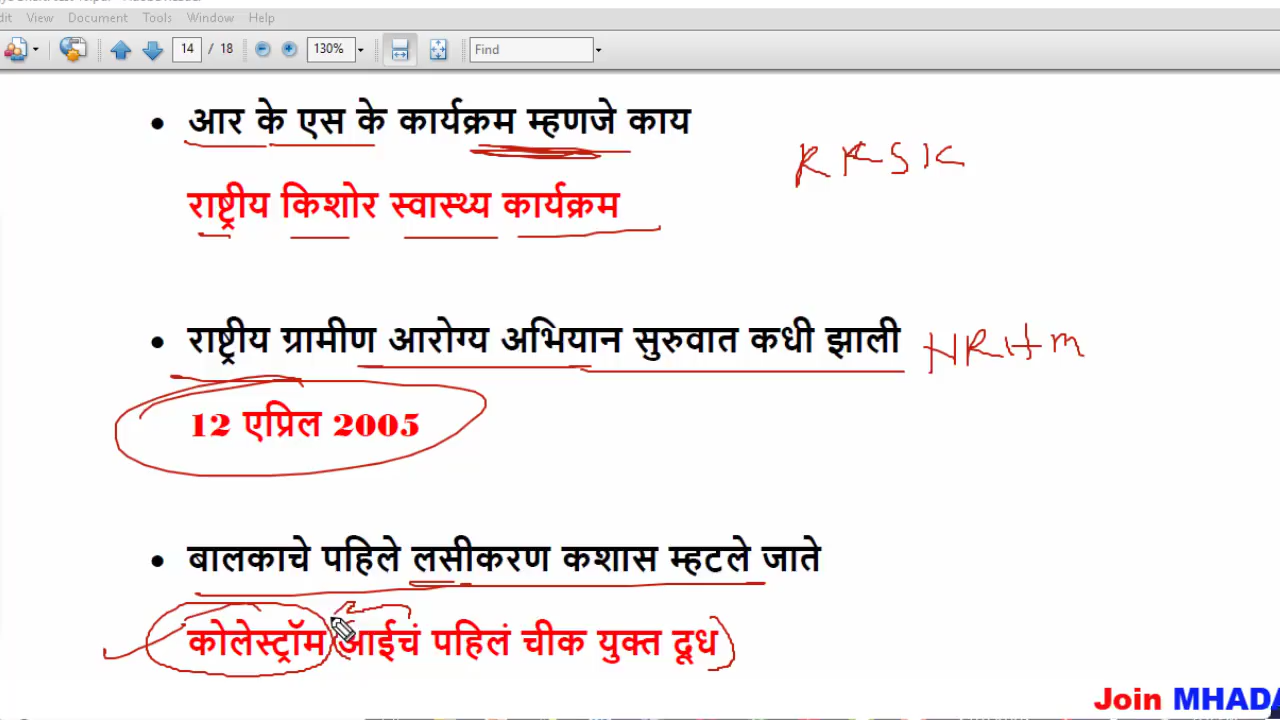 dit View Document Tools Window Help
14 / 18 130% Find
• आर के एस के कार्यक्रम म्हणजे काय
RKSK
राष्ट्रीय किशोर स्वास्थ्य कार्यक्रम
• राष्ट्रीय ग्रामीण आरोग्य अभियान सुरुवात कधी झाली
NRHM
12 एप्रिल 2005
• बालकाचे पहिले लसीकरण कशास म्हटले जाते
कोलेस्ट्रॉम (आईचं पहिलं चीक युक्त दूध)
Join MHADA